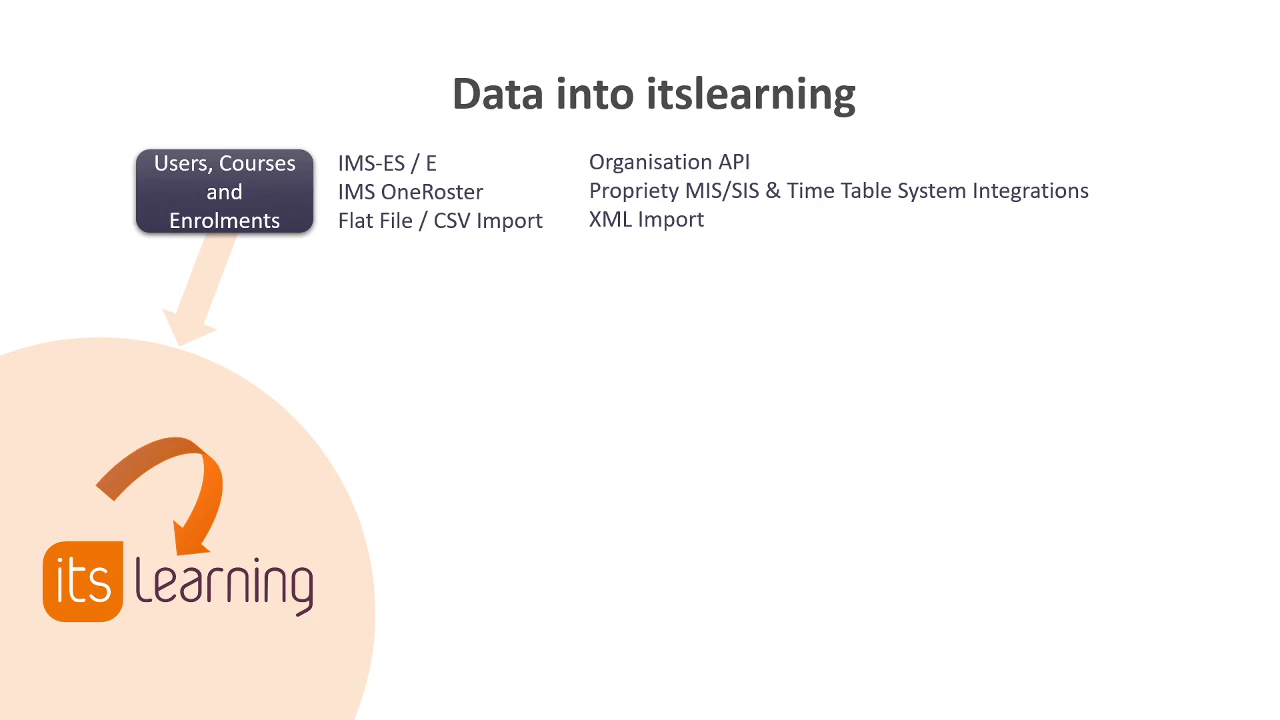 Data into itslearning
Users, Courses
and
Enrolments
IMS-ES / E
IMS OneRoster
Flat File / CSV Import
Organisation API
Propriety MIS/SIS & Time Table System Integrations
XML Import
its learning